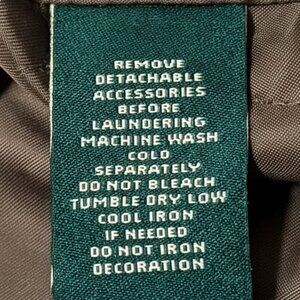 REMOVE
DETACHABLE
ACCESSORIES
BEFORE
LAUNDERING
MACHINE WASH
COLD
SEPARATELY
DO NOT BLEACH
TUMBLE DRY LOW
COOL IRON
IF NEEDED
DO NOT IRON
DECORATION